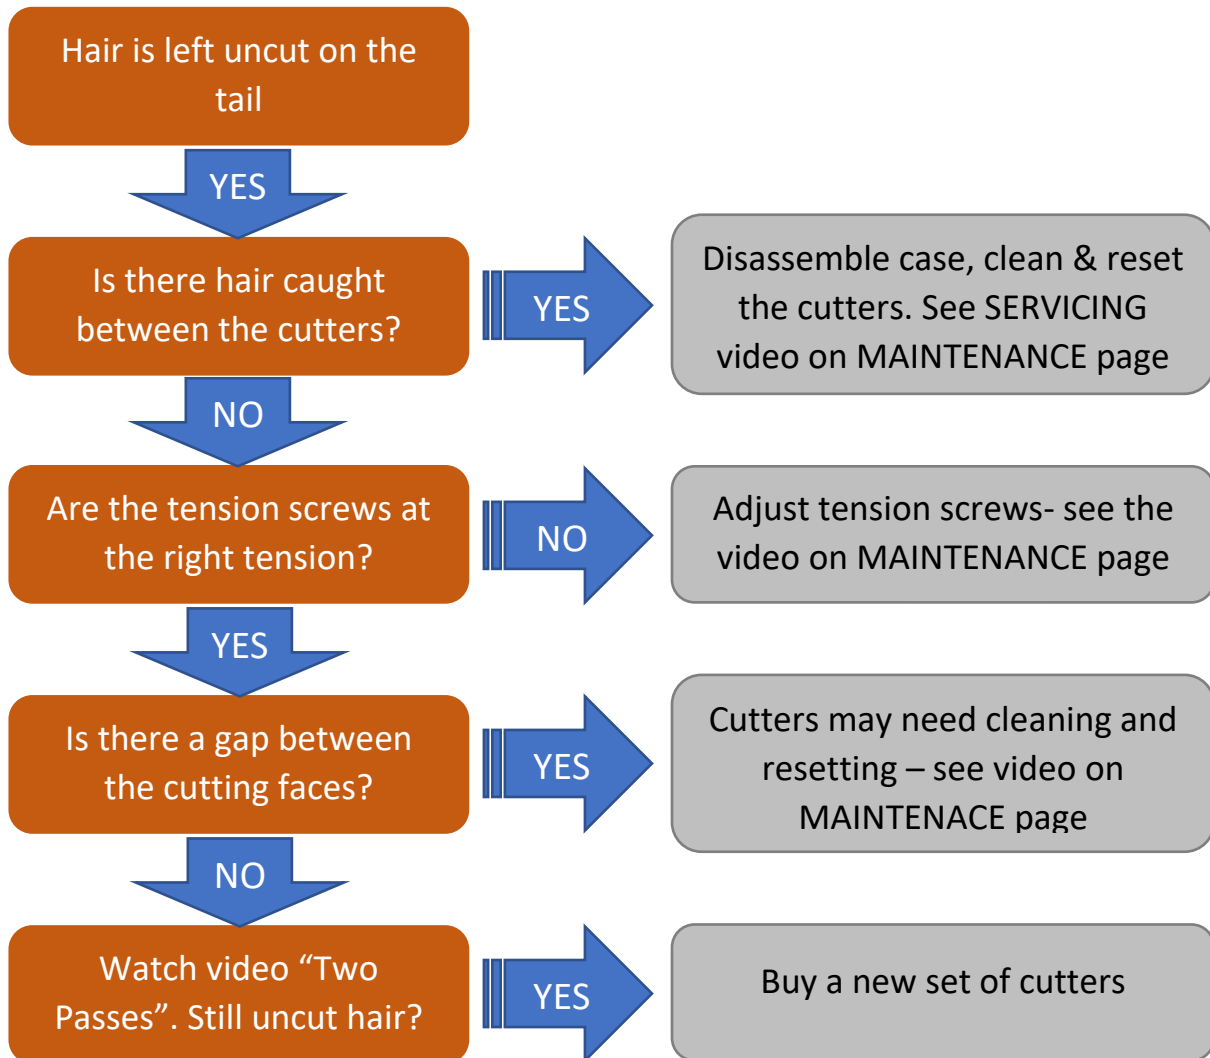 Hair is left uncut on the
tail
YES
Is there hair caught
between the cutters?
YES
Disassemble case, clean & reset
the cutters. See SERVICING
video on MAINTENANCE page
NO
Are the tension screws at
the right tension?
NO
Adjust tension screws- see the
video on MAINTENANCE page
YES
Is there a gap between
the cutting faces?
YES
Cutters may need cleaning and
resetting – see video on
MAINTENACE page
NO
Watch video “Two
Passes”. Still uncut hair?
YES
Buy a new set of cutters